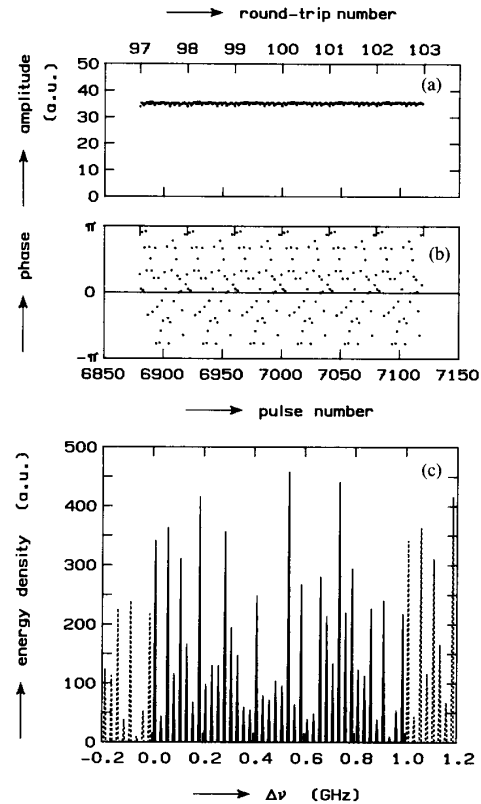 round-trip number
97 98 99 100 101 102 103
(a)
50
40
30
20
10
0
amplitude
(a.u.)
(b)
π
0
-π
phase
6850 6900 6950 7000 7050 7100 7150
pulse number
(c)
500
400
300
200
100
0
energy density (a.u.)
-0.2 0.0 0.2 0.4 0.6 0.8 1.0 1.2
Δν (GHz)